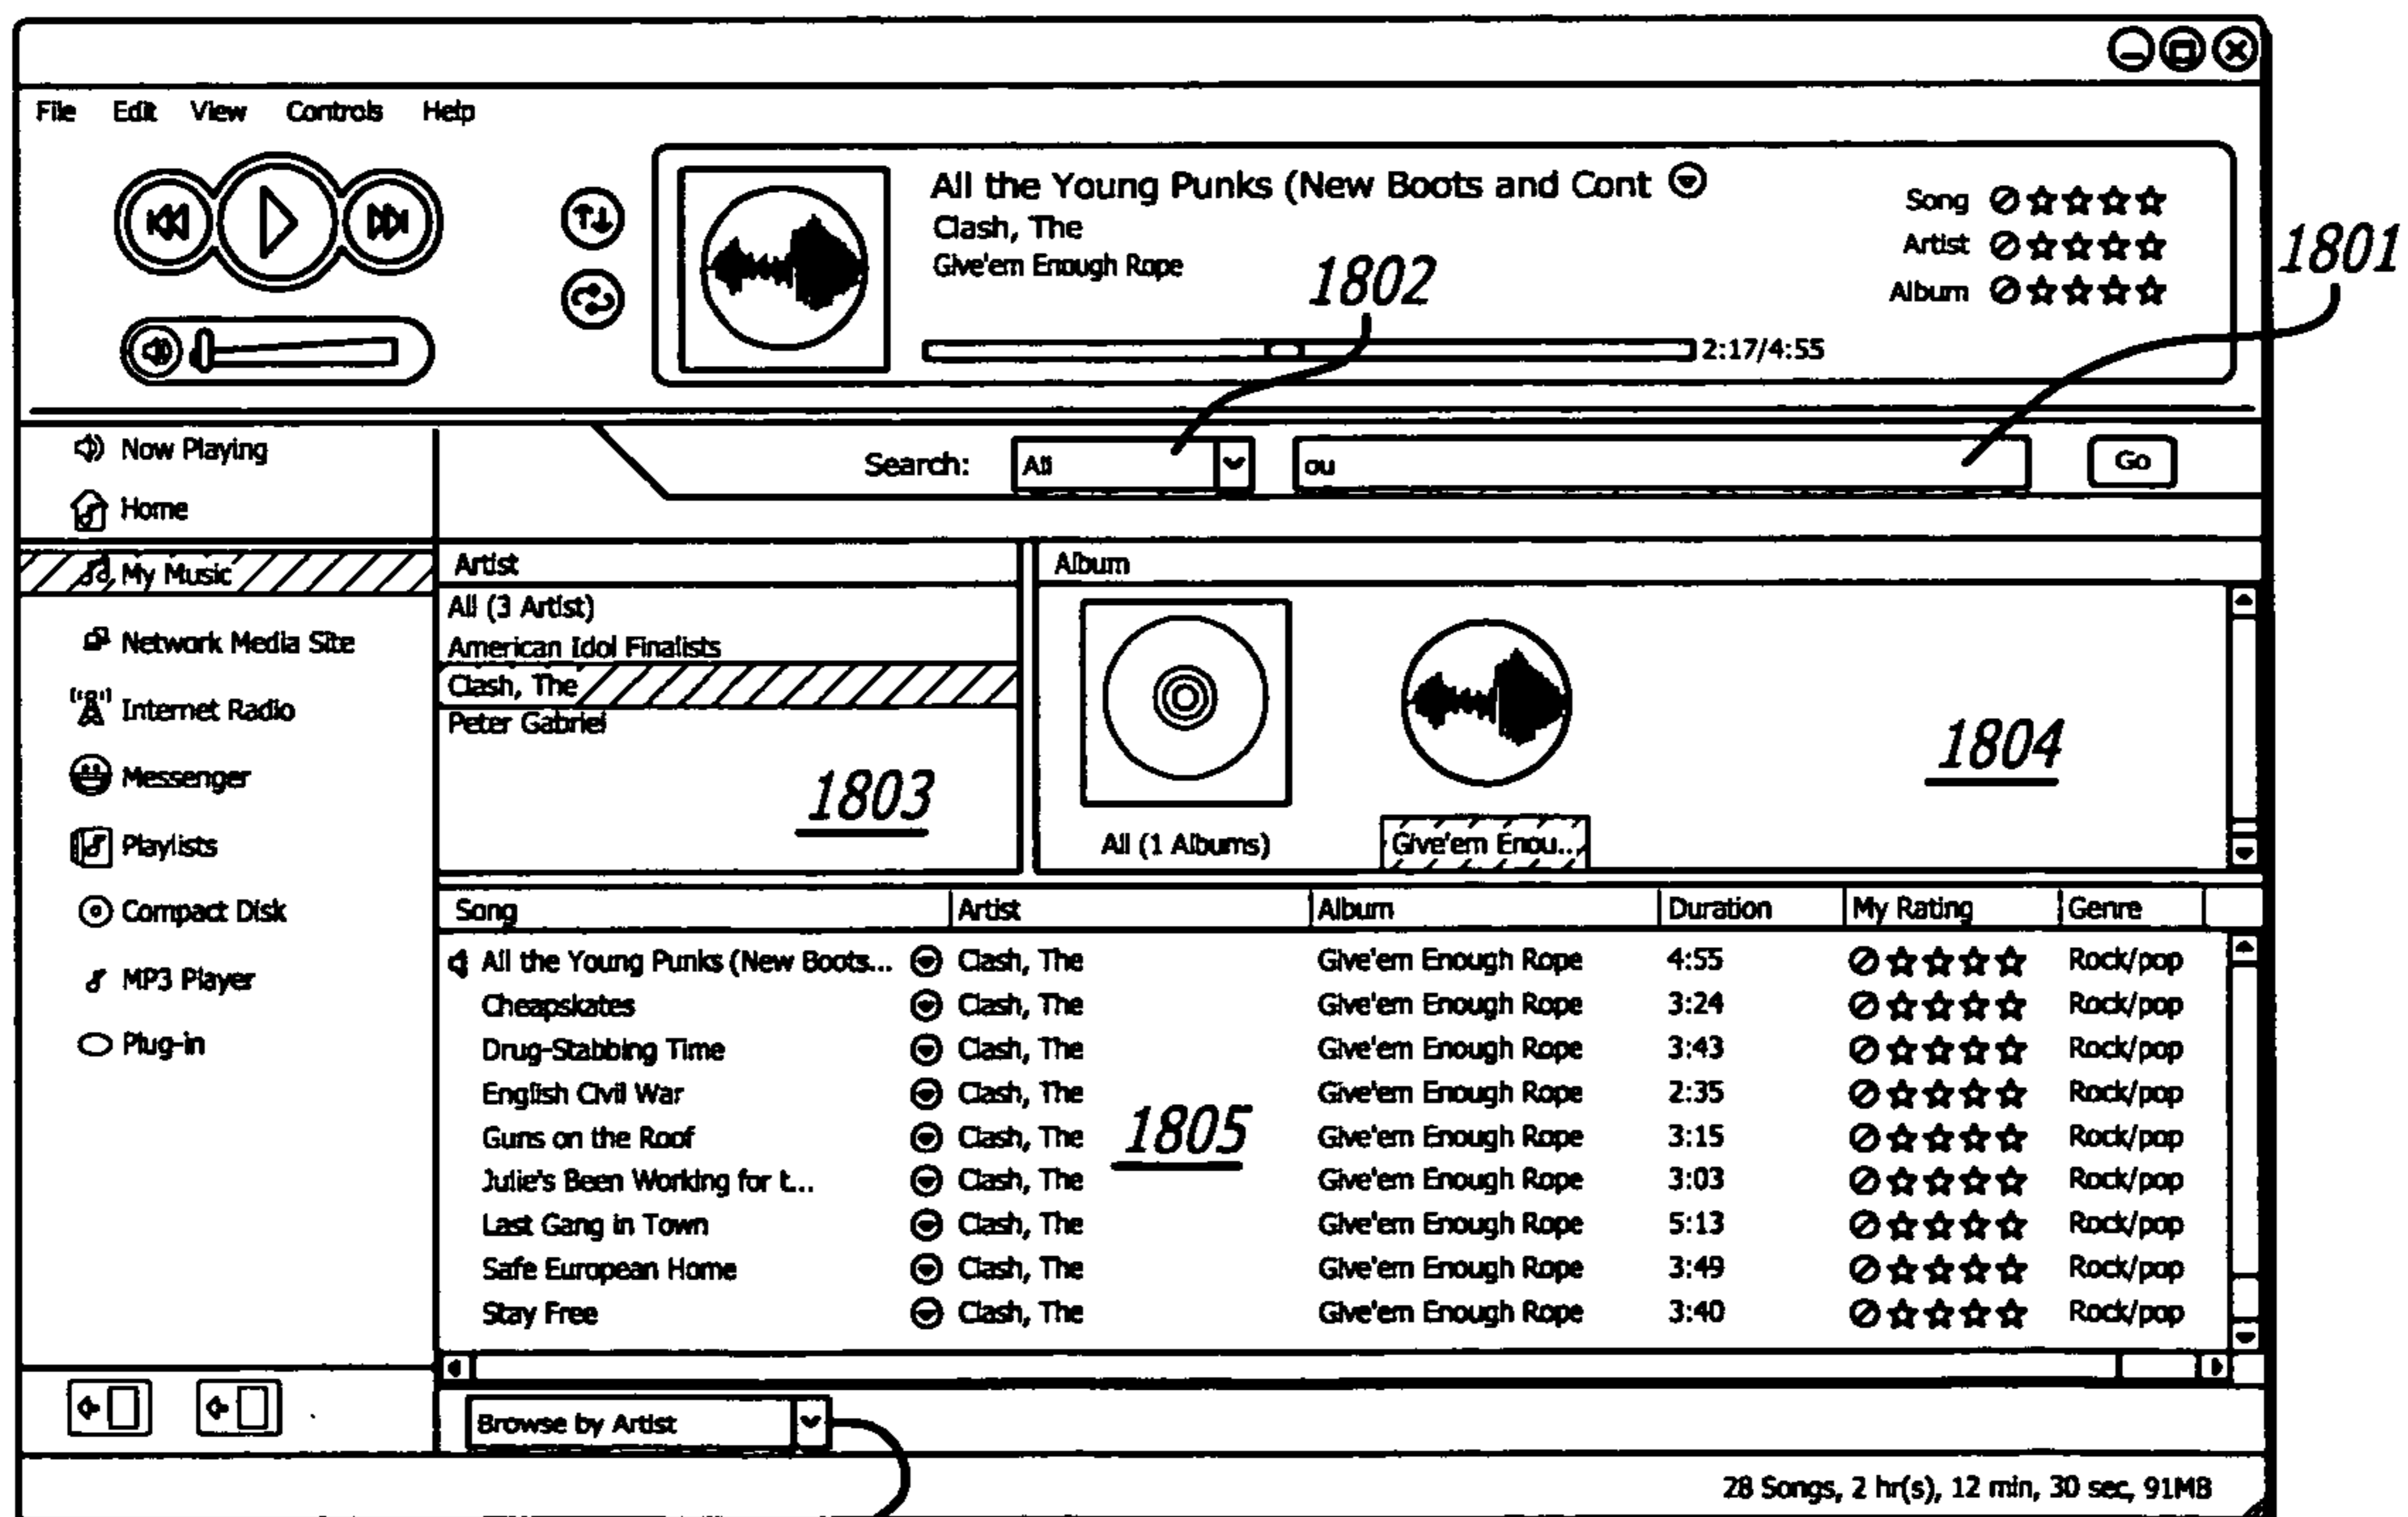 File Edit View Controls Help
All the Young Punks (New Boots and Cont
Clash, The
Give'em Enough Rope
2:17/4:55
Song
Artist
Album
1802
1801
Now Playing
Home
My Music
Network Media Site
Internet Radio
Messenger
Playlists
Compact Disk
MP3 Player
Plug-in
Search: All ou Go
Artist
All (3 Artist)
American Idol Finalists
Clash, The
Peter Gabriel
1803
Album
All (1 Albums)
Give'em Enou...
1804
Song Artist Album Duration My Rating Genre
All the Young Punks (New Boots... Clash, The Give'em Enough Rope 4:55 Rock/pop
Cheapskates Clash, The Give'em Enough Rope 3:24 Rock/pop
Drug-Stabbing Time Clash, The Give'em Enough Rope 3:43 Rock/pop
English Civil War Clash, The Give'em Enough Rope 2:35 Rock/pop
Guns on the Roof Clash, The Give'em Enough Rope 3:15 Rock/pop
1805
Julie's Been Working for t... Clash, The Give'em Enough Rope 3:03 Rock/pop
Last Gang in Town Clash, The Give'em Enough Rope 5:13 Rock/pop
Safe European Home Clash, The Give'em Enough Rope 3:49 Rock/pop
Stay Free Clash, The Give'em Enough Rope 3:40 Rock/pop
Browse by Artist
28 Songs, 2 hr(s), 12 min, 30 sec, 91MB